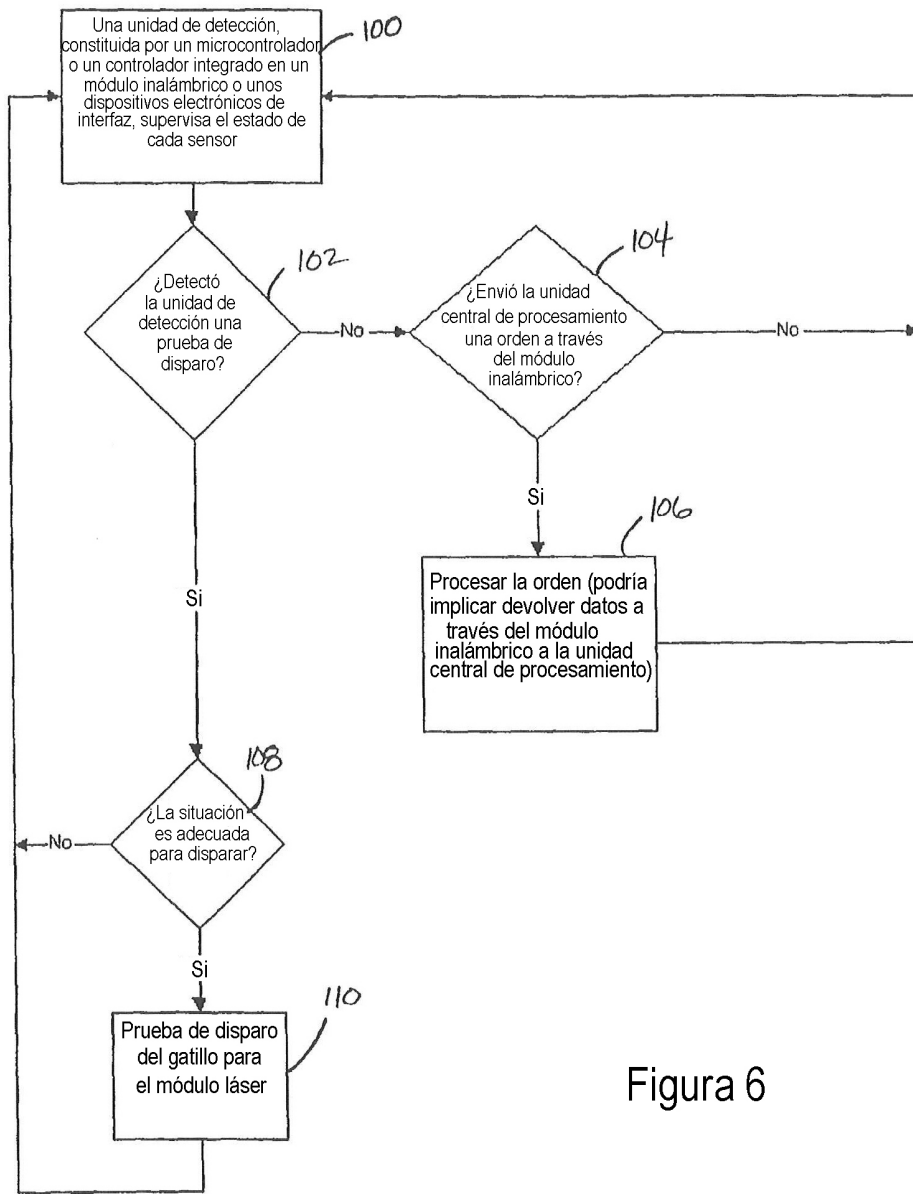 Una unidad de detección,
constituida por un microcontrolador
o un controlador integrado en un
módulo inalámbrico o unos
dispositivos electrónicos de
interfaz, supervisa el estado de
cada sensor
100
¿Detectó
la unidad de
detección una
prueba de
disparo?
102
No
¿Envió la unidad
central de procesamiento
una orden a través
del módulo
inalámbrico?
104
No
Si
Si
106
Procesar la orden (podría
implicar devolver datos a
través del módulo
inalámbrico a la unidad
central de procesamiento)
108
¿La situación
es adecuada
para disparar?
No
Si
110
Prueba de disparo
del gatillo para
el módulo láser
Figura 6